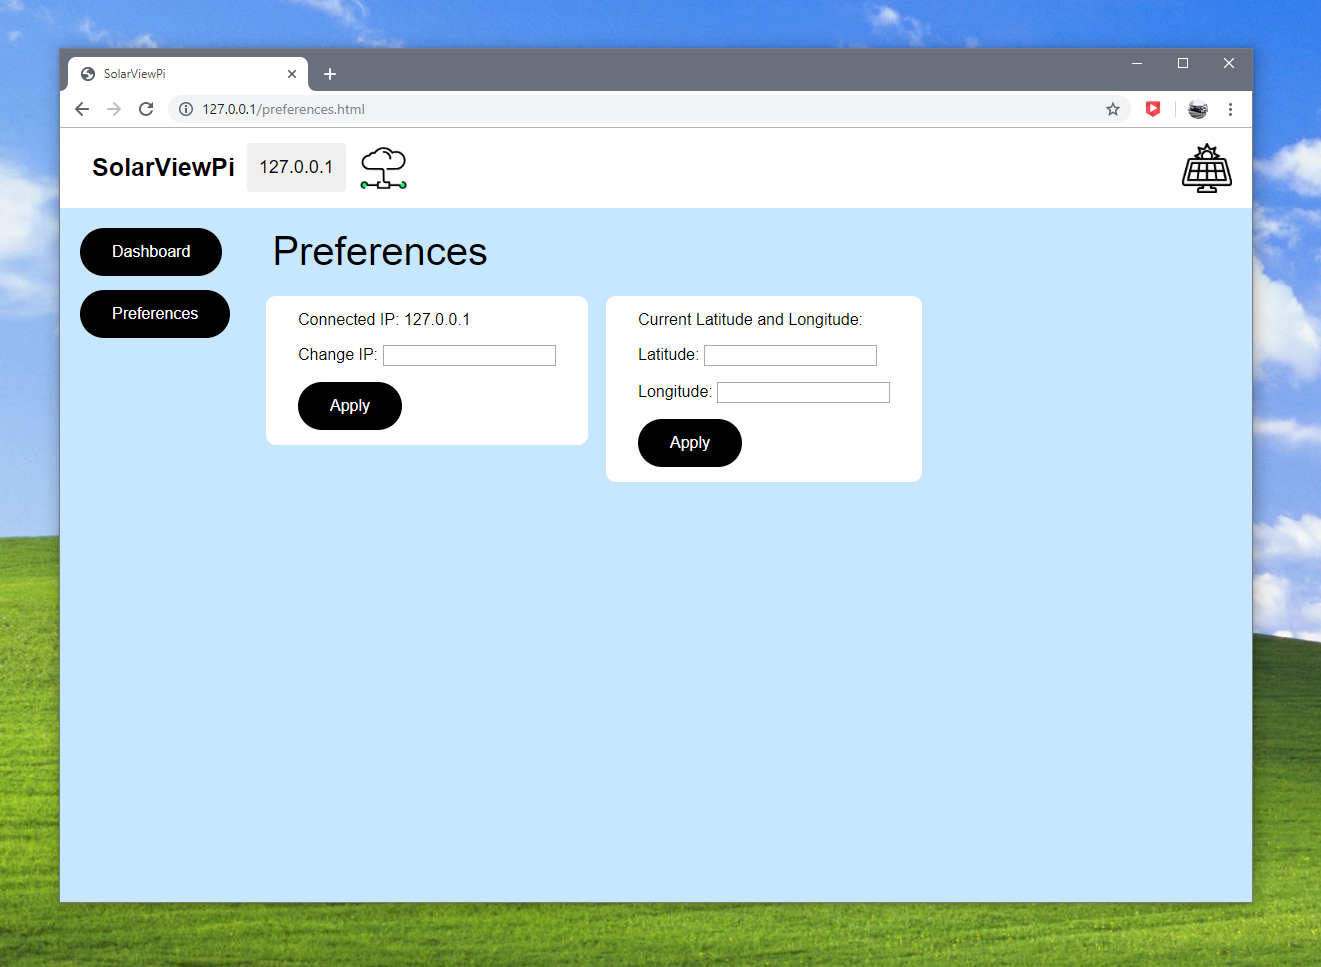 SolarViewPi
127.0.0.1/preferences.html
SolarViewPi 127.0.0.1
Dashboard
Preferences
Preferences
Connected IP: 127.0.0.1
Change IP:
Apply
Current Latitude and Longitude:
Latitude:
Longitude:
Apply